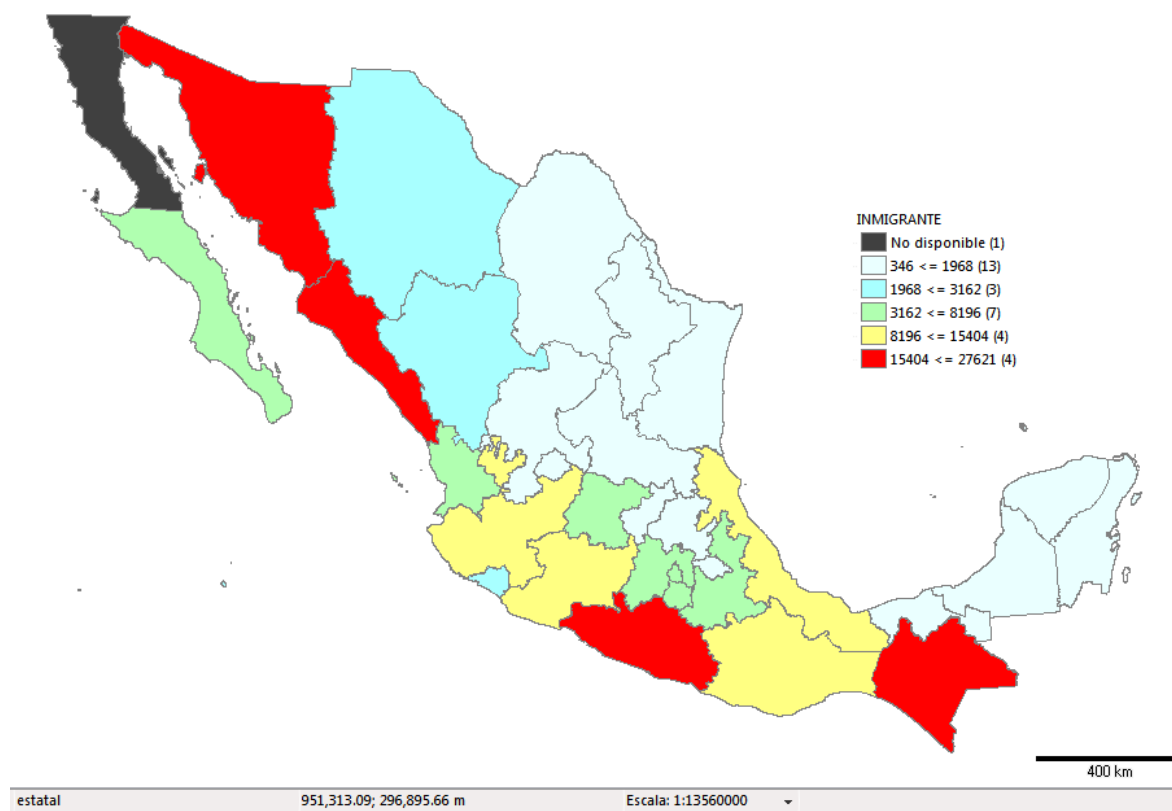 INMIGRANTE
No disponible (1)
346 <= 1968 (13)
1968 <= 3162 (3)
3162 <= 8196 (7)
8196 <= 15404 (4)
15404 <= 27621 (4)
400 km
estatal 951,313.09; 296,895.66 m Escala: 1:13560000